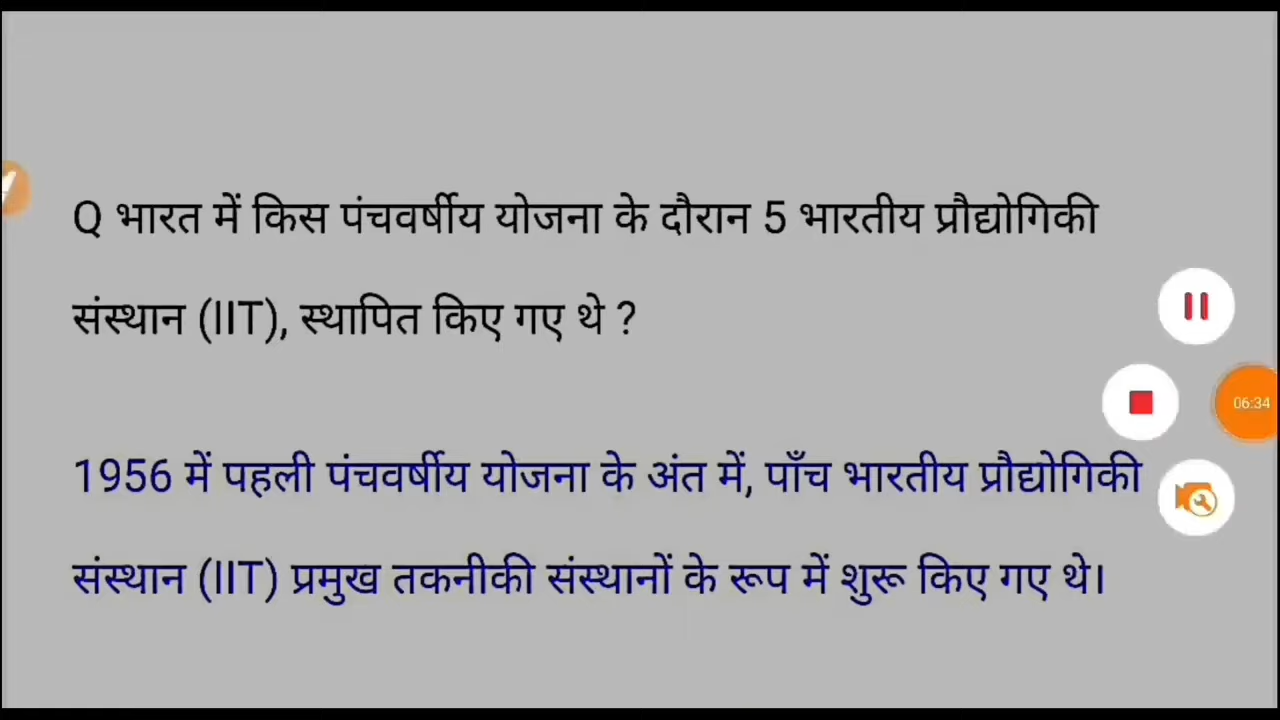 Q भारत में किस पंचवर्षीय योजना के दौरान 5 भारतीय प्रौद्योगिकी
संस्थान (IIT), स्थापित किए गए थे ?
06:34
1956 में पहली पंचवर्षीय योजना के अंत में, पाँच भारतीय प्रौद्योगिकी
संस्थान (IIT) प्रमुख तकनीकी संस्थानों के रूप में शुरू किए गए थे।